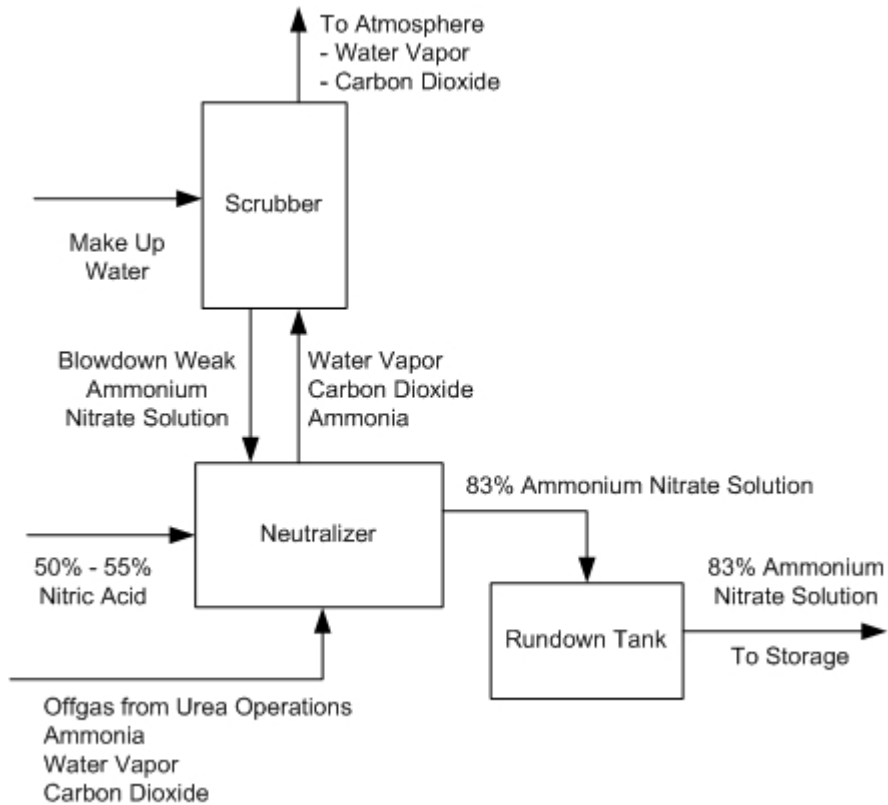 To Atmosphere
- Water Vapor
- Carbon Dioxide
Scrubber
Make Up
Water
Blowdown Weak
Ammonium
Nitrate Solution
Water Vapor
Carbon Dioxide
Ammonia
83% Ammonium Nitrate Solution
Neutralizer
50% - 55%
Nitric Acid
83% Ammonium
Nitrate Solution
Rundown Tank
To Storage
Offgas from Urea Operations
Ammonia
Water Vapor
Carbon Dioxide